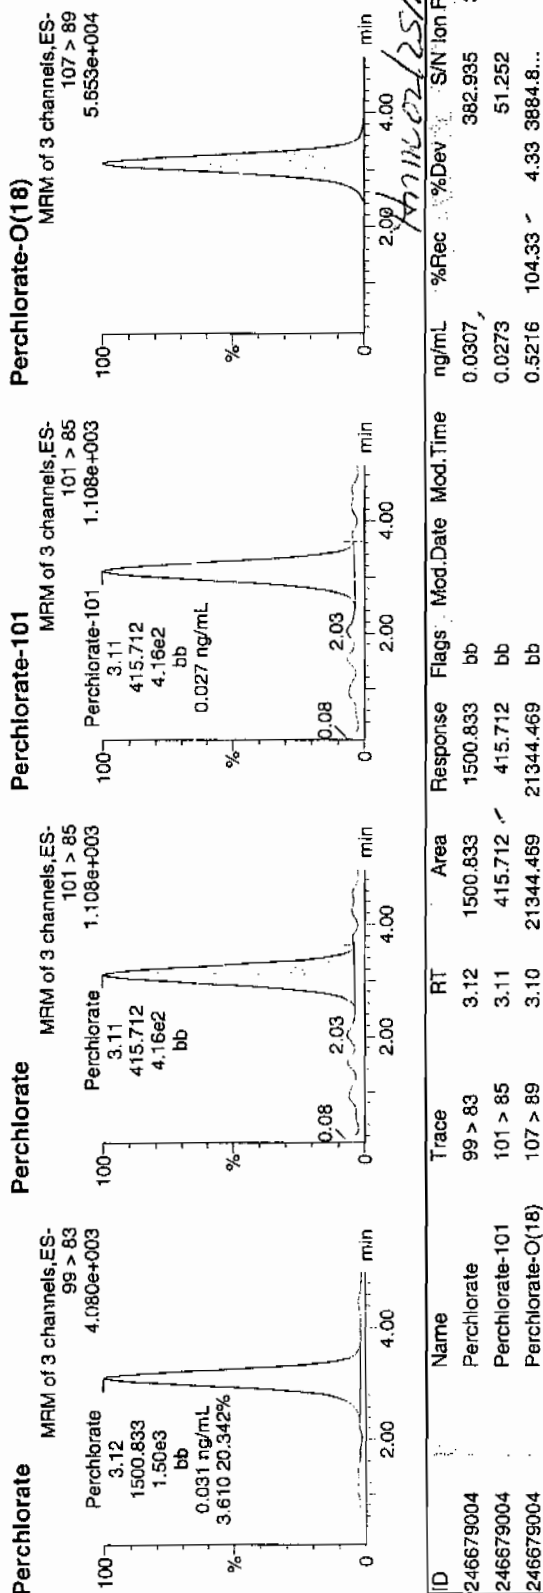 Perchlorate
MRM of 3 channels,ES-
99 > 83
4.080e+003
100
Perchlorate
3.12
1500.833
1.50e3
bb
0.031 ng/mL
3.610 20.342%
%
0
2.00
4.00
min
Perchlorate
MRM of 3 channels,ES-
101 > 85
1.108e+003
100
Perchlorate
3.11
415.712
4.16e2
bb
%
0.08
2.03
0
2.00
4.00
min
Perchlorate-101
MRM of 3 channels,ES-
101 > 85
1.108e+003
100
Perchlorate-101
3.11
415.712
4.16e2
bb
0.027 ng/mL
%
0.08
2.03
0
2.00
4.00
min
Perchlorate-O(18)
MRM of 3 channels,ES-
107 > 89
5.653e+004
100
%
0
2.00
4.00
min
ID Name Trace RT Area Response Flags Mod.Date Mod.Time ng/mL %Rec %Dev S/N Ion
246679004 Perchlorate 99 > 83 3.12 1500.833 1500.833 bb 0.0307 382.935
246679004 Perchlorate-101 101 > 85 3.11 415.712 415.712 bb 0.0273 51.252
246679004 Perchlorate-O(18) 107 > 89 3.10 21344.469 21344.469 bb 0.5216 104.33 4.33 3884.8...